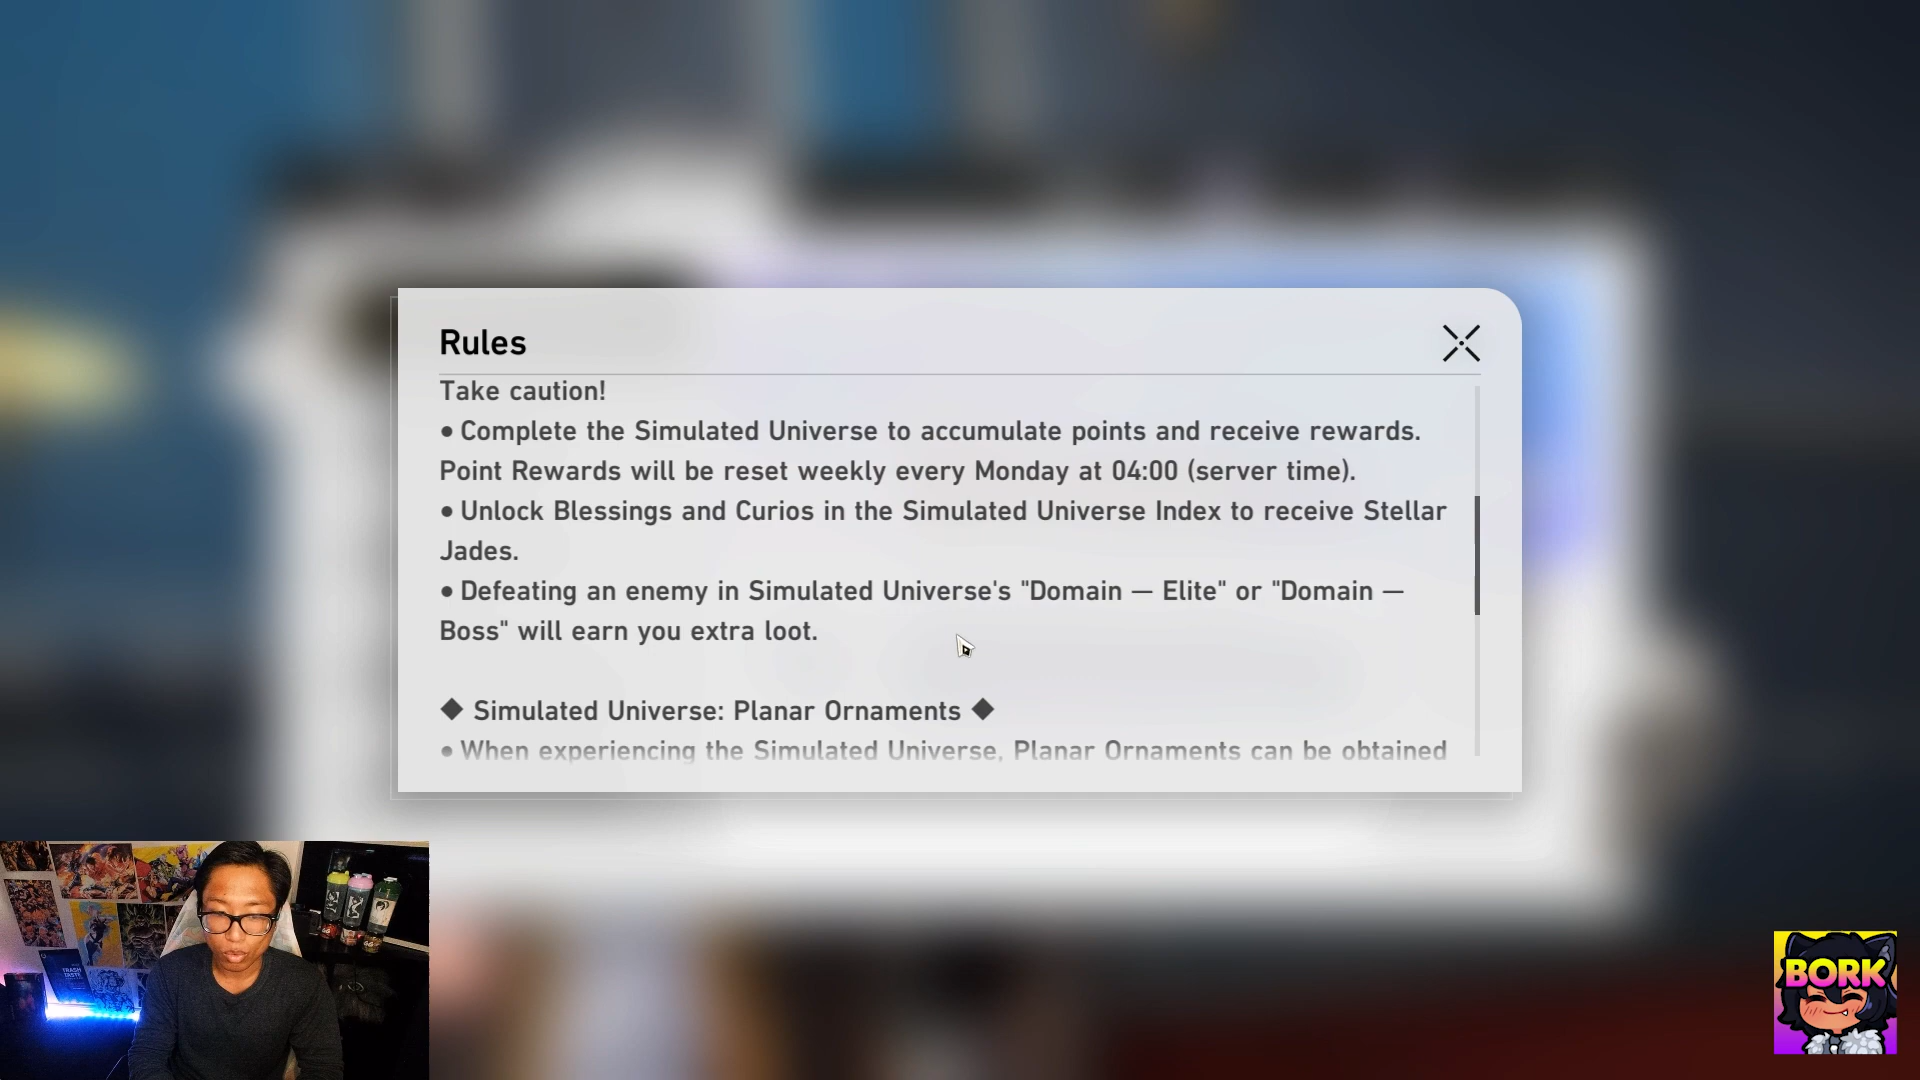 Rules
Take caution!
● Complete the Simulated Universe to accumulate points and receive rewards.
Point Rewards will be reset weekly every Monday at 04:00 (server time).
● Unlock Blessings and Curios in the Simulated Universe Index to receive Stellar
Jades.
● Defeating an enemy in Simulated Universe's "Domain — Elite" or "Domain —
Boss" will earn you extra loot.
◆ Simulated Universe: Planar Ornaments ◆
● When experiencing the Simulated Universe, Planar Ornaments can be obtained
TRASH
TASTE
BORK